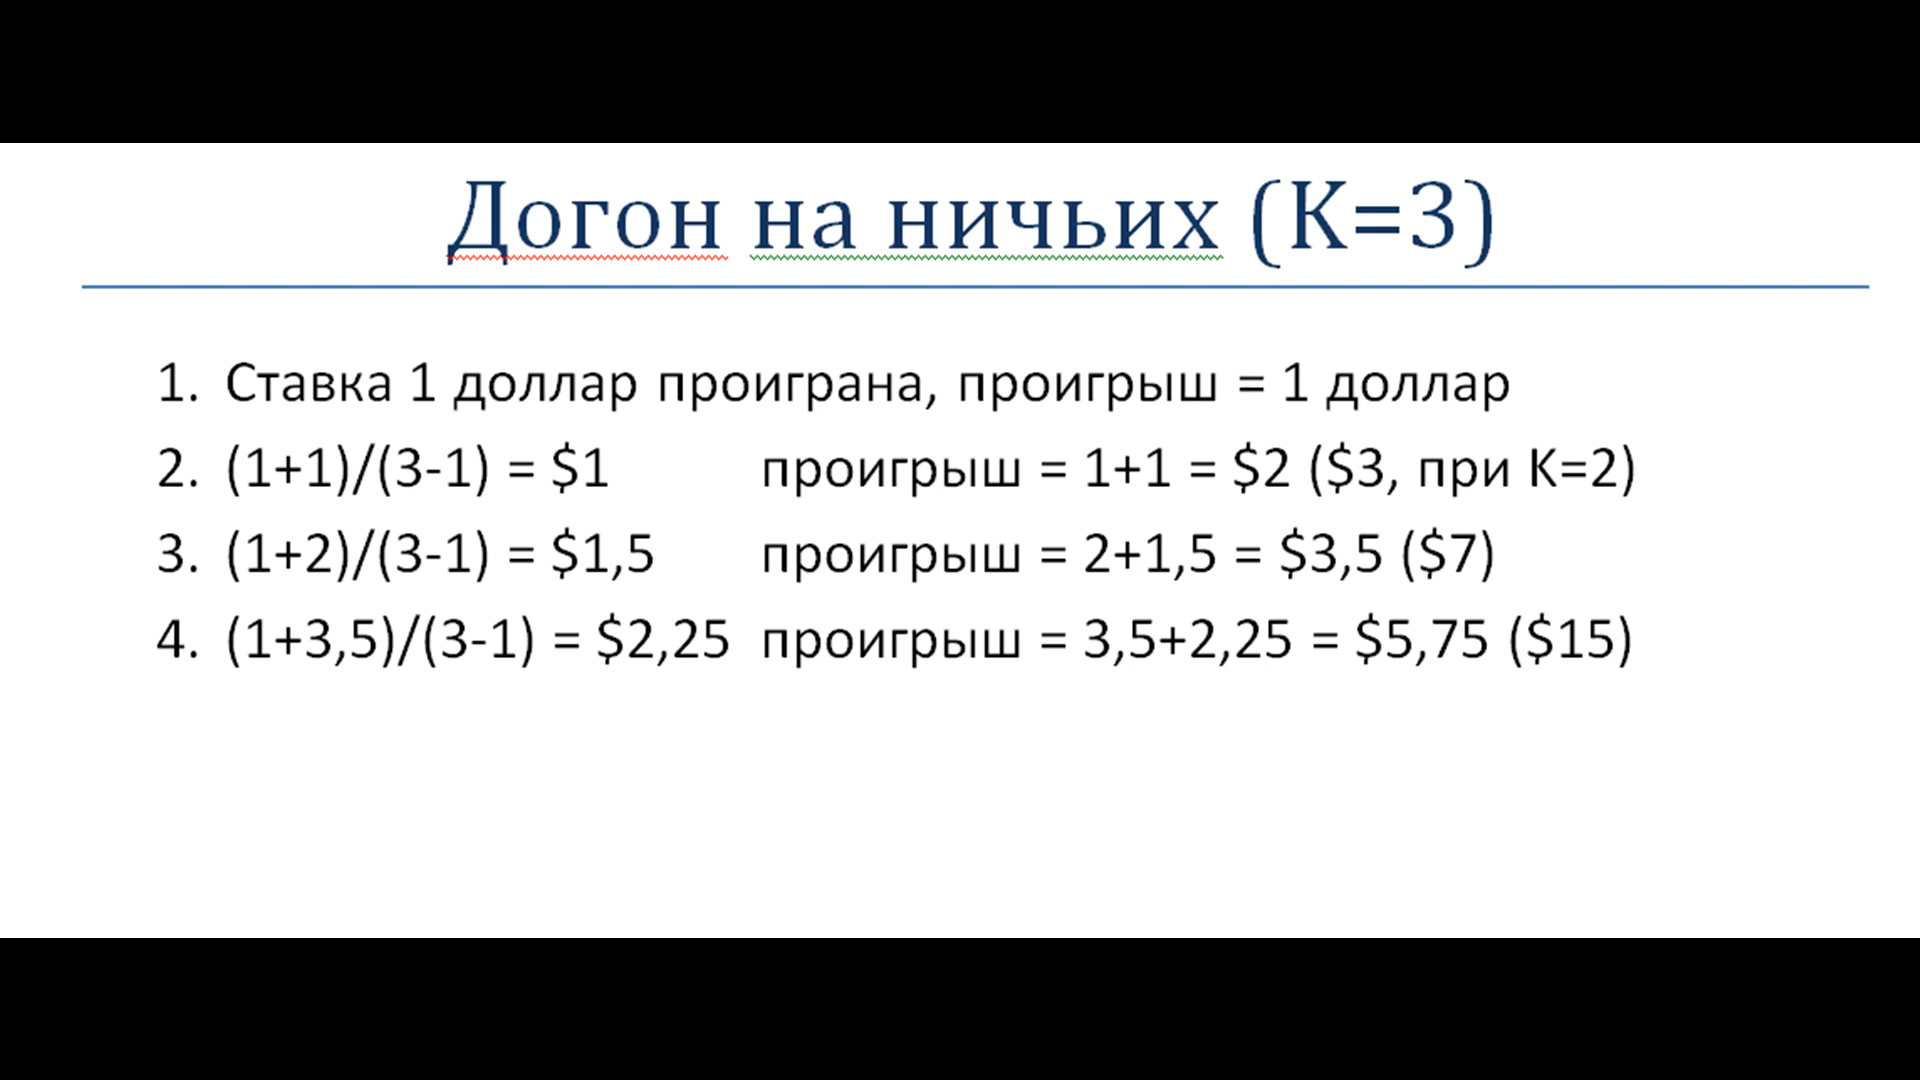 Догон на ничьих (К=3)
1. Ставка 1 доллар проиграна, проигрыш = 1 доллар
2. (1+1)/(3-1) = $1 проигрыш = 1+1 = $2 ($3, при К=2)
3. (1+2)/(3-1) = $1,5 проигрыш = 2+1,5 = $3,5 ($7)
4. (1+3,5)/(3-1) = $2,25 проигрыш = 3,5+2,25 = $5,75 ($15)